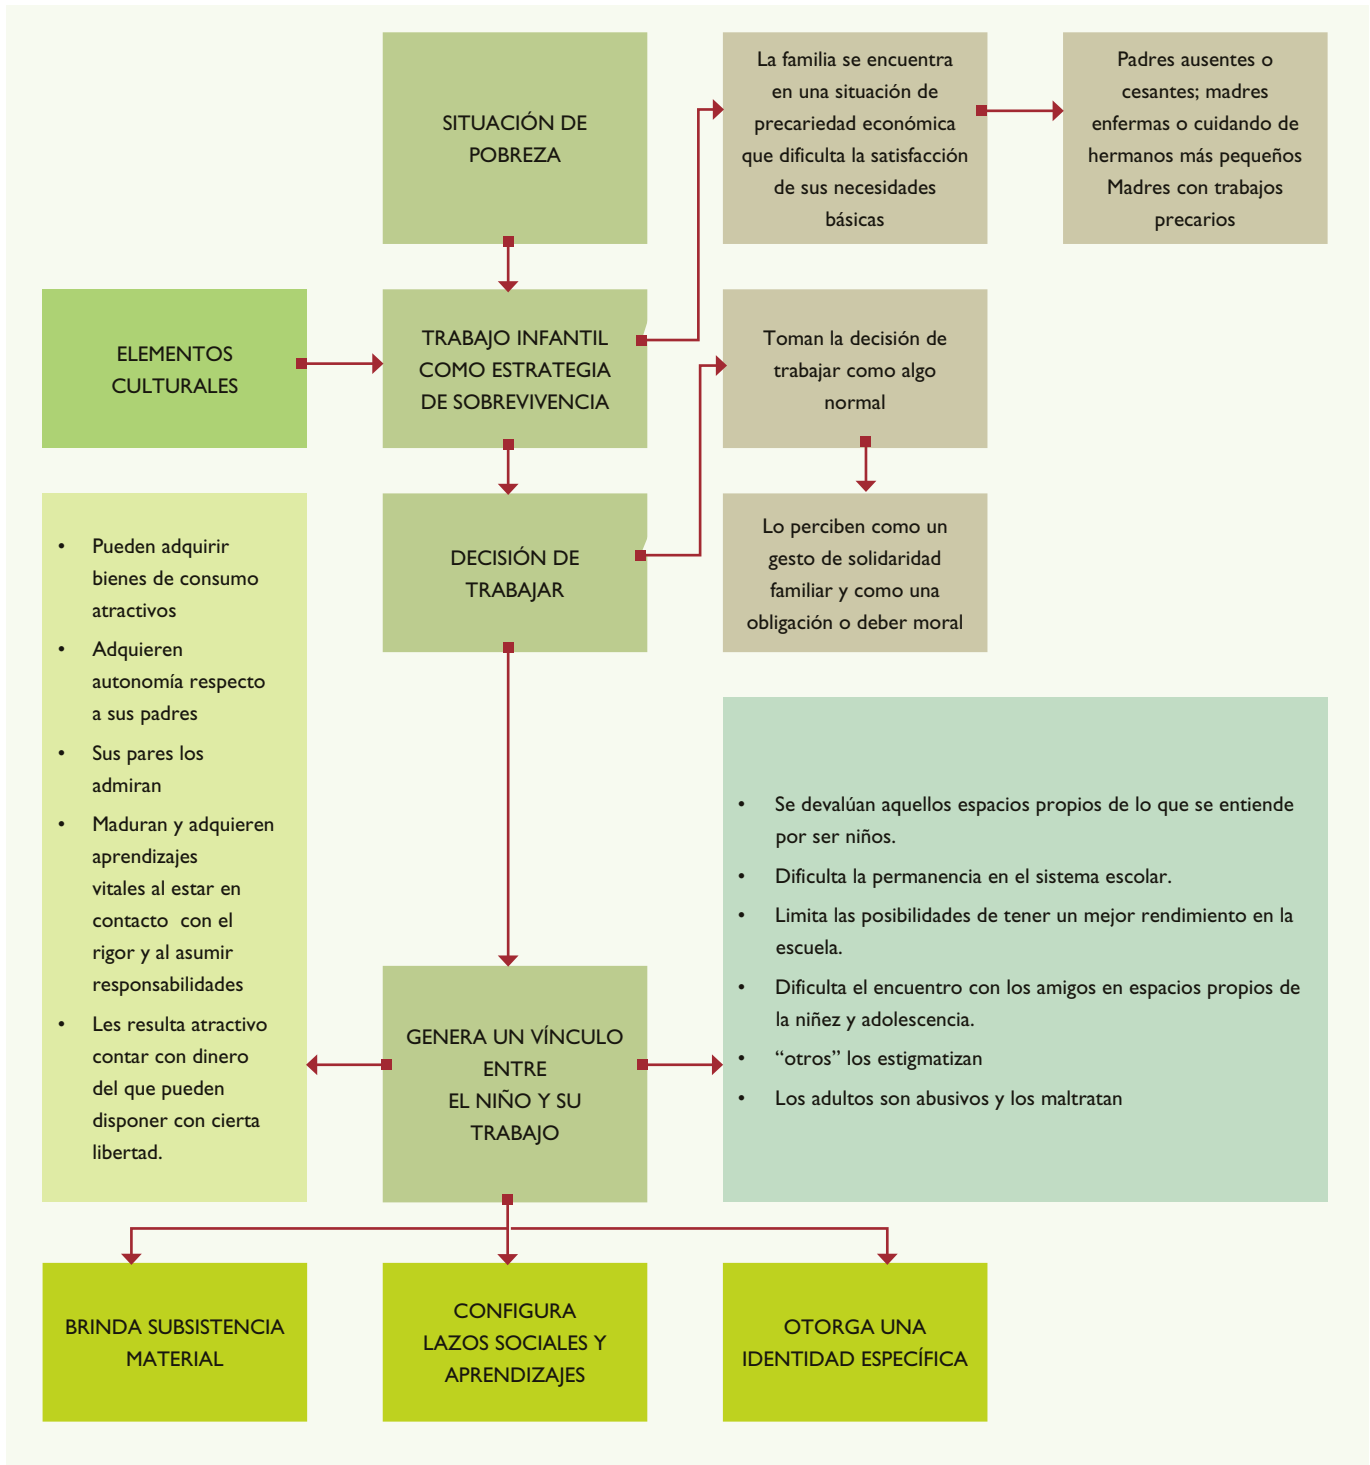 SITUACIÓN DE
POBREZA
La familia se encuentra
en una situación de
precariedad económica
que dificulta la satisfacción
de sus necesidades
básicas
Padres ausentes o
cesantes; madres
enfermas o cuidando de
hermanos más pequeños
Madres con trabajos
precarios
ELEMENTOS
CULTURALES
TRABAJO INFANTIL
COMO ESTRATEGIA
DE SOBREVIVENCIA
Toman la decisión de
trabajar como algo
normal
DECISIÓN DE
TRABAJAR
Lo perciben como un
gesto de solidaridad
familiar y como una
obligación o deber moral
• Pueden adquirir
bienes de consumo
atractivos
• Adquieren
autonomía respecto
a sus padres
• Sus pares los
admiran
• Maduran y adquieren
aprendizajes
vitales al estar en
contacto con el
rigor y al asumir
responsabilidades
• Les resulta atractivo
contar con dinero
del que pueden
disponer con cierta
libertad.
GENERA UN VÍNCULO
ENTRE
EL NIÑO Y SU
TRABAJO
• Se devalúan aquellos espacios propios de lo que se entiende
por ser niños.
• Dificulta la permanencia en el sistema escolar.
• Limita las posibilidades de tener un mejor rendimiento en la
escuela.
• Dificulta el encuentro con los amigos en espacios propios de
la niñez y adolescencia.
• “otros” los estigmatizan
• Los adultos son abusivos y los maltratan
BRINDA SUBSISTENCIA
MATERIAL
CONFIGURA
LAZOS SOCIALES Y
APRENDIZAJES
OTORGA UNA
IDENTIDAD ESPECÍFICA